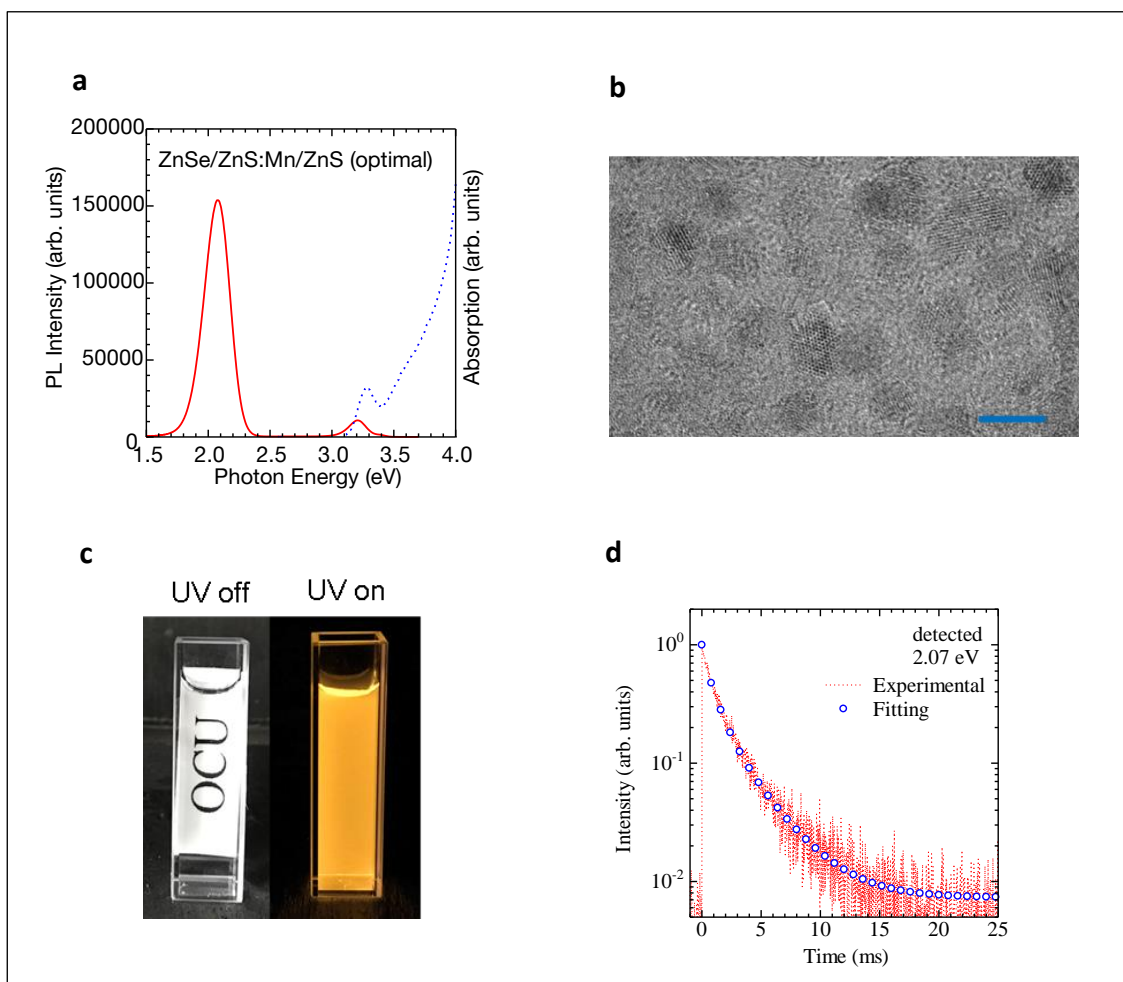 a
200000
ZnSe/ZnS:Mn/ZnS (optimal)
150000
100000
50000
0
1.5 2.0 2.5 3.0 3.5 4.0
Photon Energy (eV)
PL Intensity (arb. units)
Absorption (arb. units)
b
c
UV off UV on
OCU
d
10^0
10^-1
10^-2
detected
2.07 eV
Experimental
Fitting
Intensity (arb. units)
0 5 10 15 20 25
Time (ms)